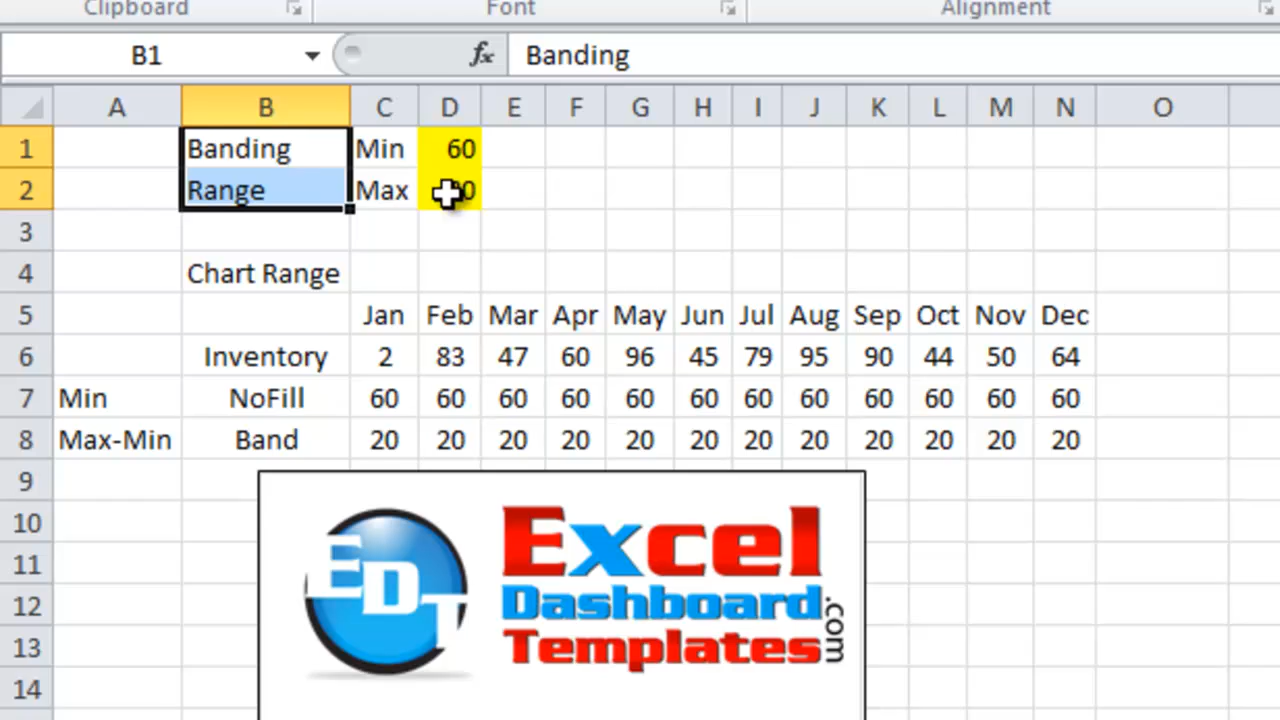 Clipboard Font Alignment
B1 fx Banding
A B C D E F G H I J K L M N O
1 Banding Min 60
2 Range Max
3
4 Chart Range
5 Jan Feb Mar Apr May Jun Jul Aug Sep Oct Nov Dec
6 Inventory 2 83 47 60 96 45 79 95 90 44 50 64
7 Min NoFill 60 60 60 60 60 60 60 60 60 60 60 60
8 Max-Min Band 20 20 20 20 20 20 20 20 20 20 20 20
9
10
11
12
13
14
EDT
Excel
Dashboard
Templates
.com